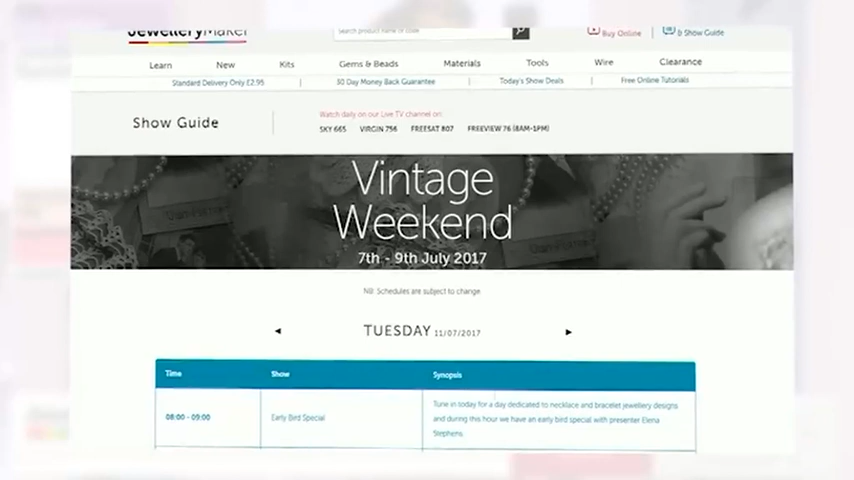 JewelleryMaker
Search product name or code
Buy Online
& Show Guide
Learn New Kits Gems & Beads Materials Tools Wire Clearance
Standard Delivery Only £2.95 | 30 Day Money Back Guarantee | Today's Show Deals | Free Online Tutorials
Show Guide
Watch daily on our Live TV channel on:
SKY 665 VIRGIN 756 FREESAT 807 FREEVIEW 76 (8AM-1PM)
Vintage
Weekend
7th - 9th July 2017
NB: Schedules are subject to change
TUESDAY 11/07/2017
Time Show Synopsis
08:00 - 09:00 Early Bird Special
Tune in today for a day dedicated to necklace and bracelet jewellery designs
and during this hour we have an early bird special with presenter Elena
Stephens.